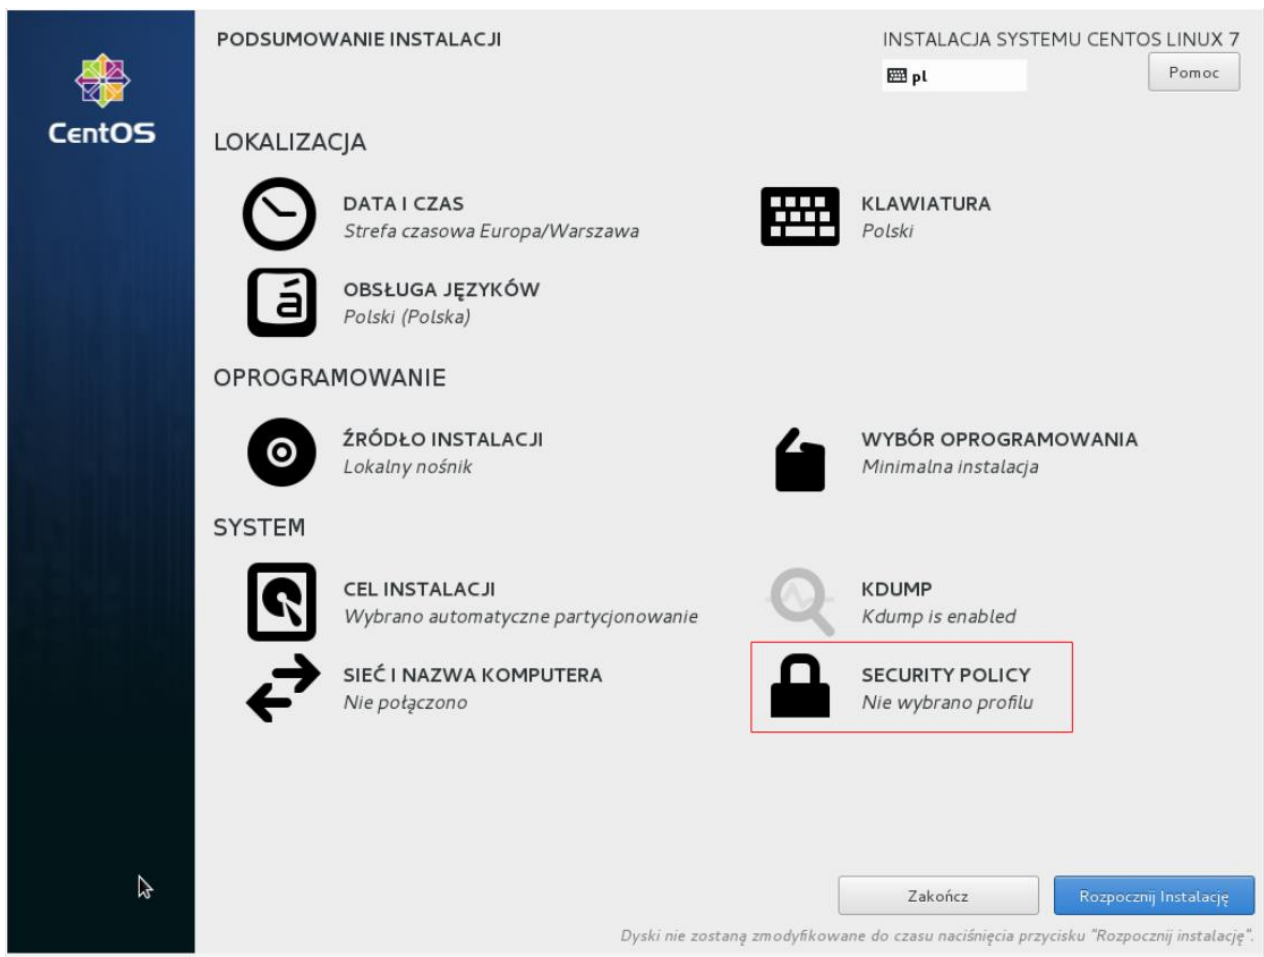 PODSUMOWANIE INSTALACJI
INSTALACJA SYSTEMU CENTOS LINUX 7
pl
Pomoc
CentOS
LOKALIZACJA
DATA I CZAS
Strefa czasowa Europa/Warszawa
KLAWIATURA
Polski
á
OBSŁUGA JĘZYKÓW
Polski (Polska)
OPROGRAMOWANIE
ŹRÓDŁO INSTALACJI
Lokalny nośnik
WYBÓR OPROGRAMOWANIA
Minimalna instalacja
SYSTEM
CEL INSTALACJI
Wybrano automatyczne partycjonowanie
KDUMP
Kdump is enabled
SIEĆ I NAZWA KOMPUTERA
Nie połączono
SECURITY POLICY
Nie wybrano profilu
Zakończ
Rozpocznij Instalację
Dyski nie zostaną zmodyfikowane do czasu naciśnięcia przycisku "Rozpocznij instalację".